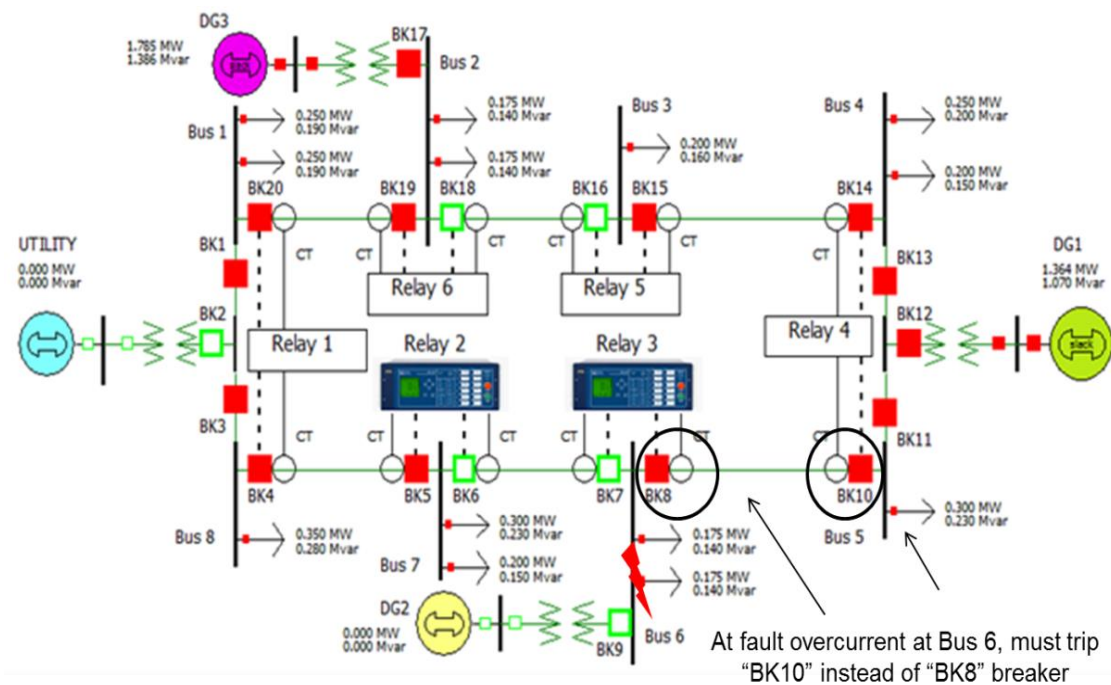 DG3
1.785 MW
1.386 Mvar
BK17
Bus 2
Bus 1
0.250 MW
0.190 Mvar
0.250 MW
0.190 Mvar
0.175 MW
0.140 Mvar
0.175 MW
0.140 Mvar
Bus 3
0.200 MW
0.160 Mvar
Bus 4
0.250 MW
0.200 Mvar
0.200 MW
0.150 Mvar
BK20
BK19
BK18
BK16
BK15
BK14
CT
CT
CT
CT
CT
CT
UTILITY
0.000 MW
0.000 Mvar
BK1
BK2
BK3
Relay 6
Relay 5
Relay 1
Relay 2
Relay 3
Relay 4
BK13
BK12
BK11
DG1
1.364 MW
1.070 Mvar
slack
CT
CT
CT
CT
CT
CT
BK4
BK5
BK6
BK7
BK8
BK10
Bus 8
0.350 MW
0.280 Mvar
Bus 7
0.300 MW
0.230 Mvar
0.200 MW
0.150 Mvar
0.175 MW
0.140 Mvar
0.175 MW
0.140 Mvar
Bus 5
0.300 MW
0.230 Mvar
DG2
0.000 MW
0.000 Mvar
BK9
Bus 6
At fault overcurrent at Bus 6, must trip
“BK10” instead of “BK8” breaker